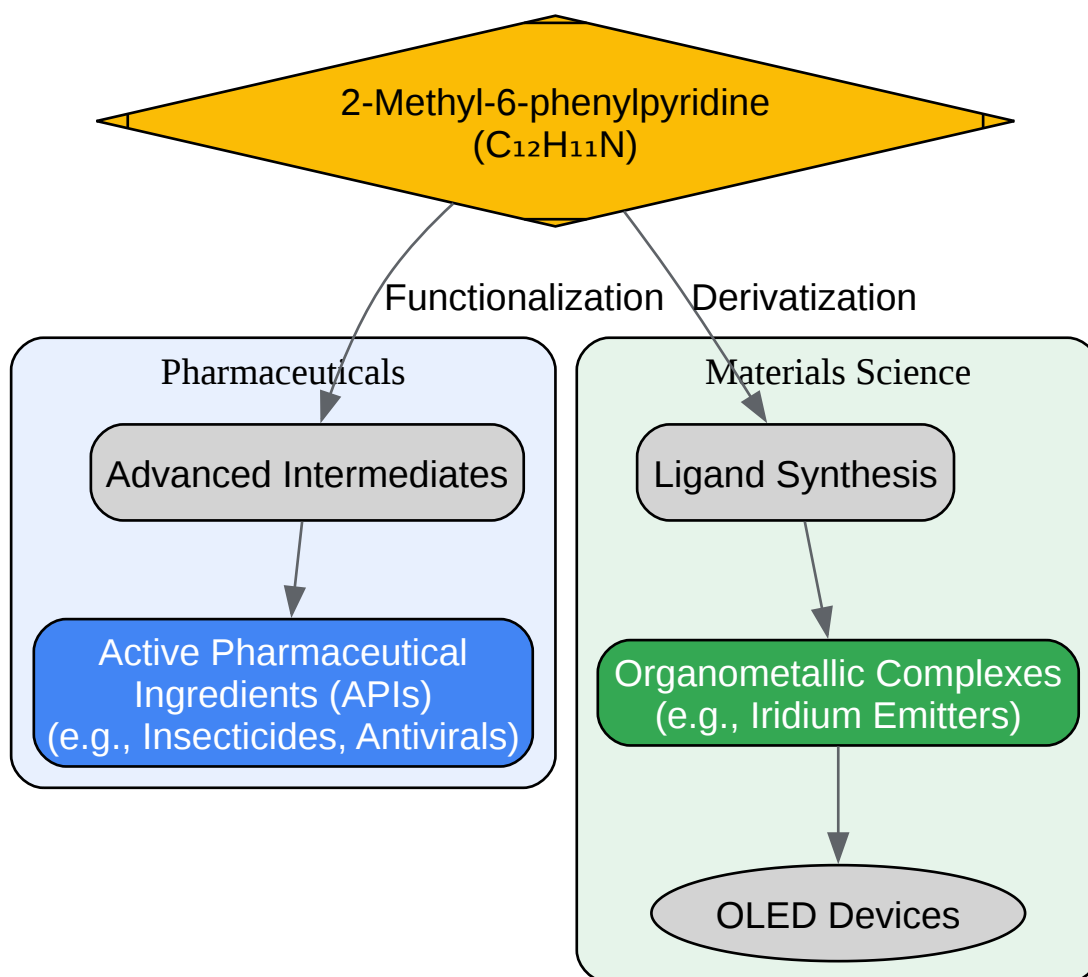 2-Methyl-6-phenylpyridine
(C₁₂H₁₁N)
Functionalization
Derivatization
Pharmaceuticals
Advanced Intermediates
Active Pharmaceutical
Ingredients (APIs)
(e.g., Insecticides, Antivirals)
Materials Science
Ligand Synthesis
Organometallic Complexes
(e.g., Iridium Emitters)
OLED Devices